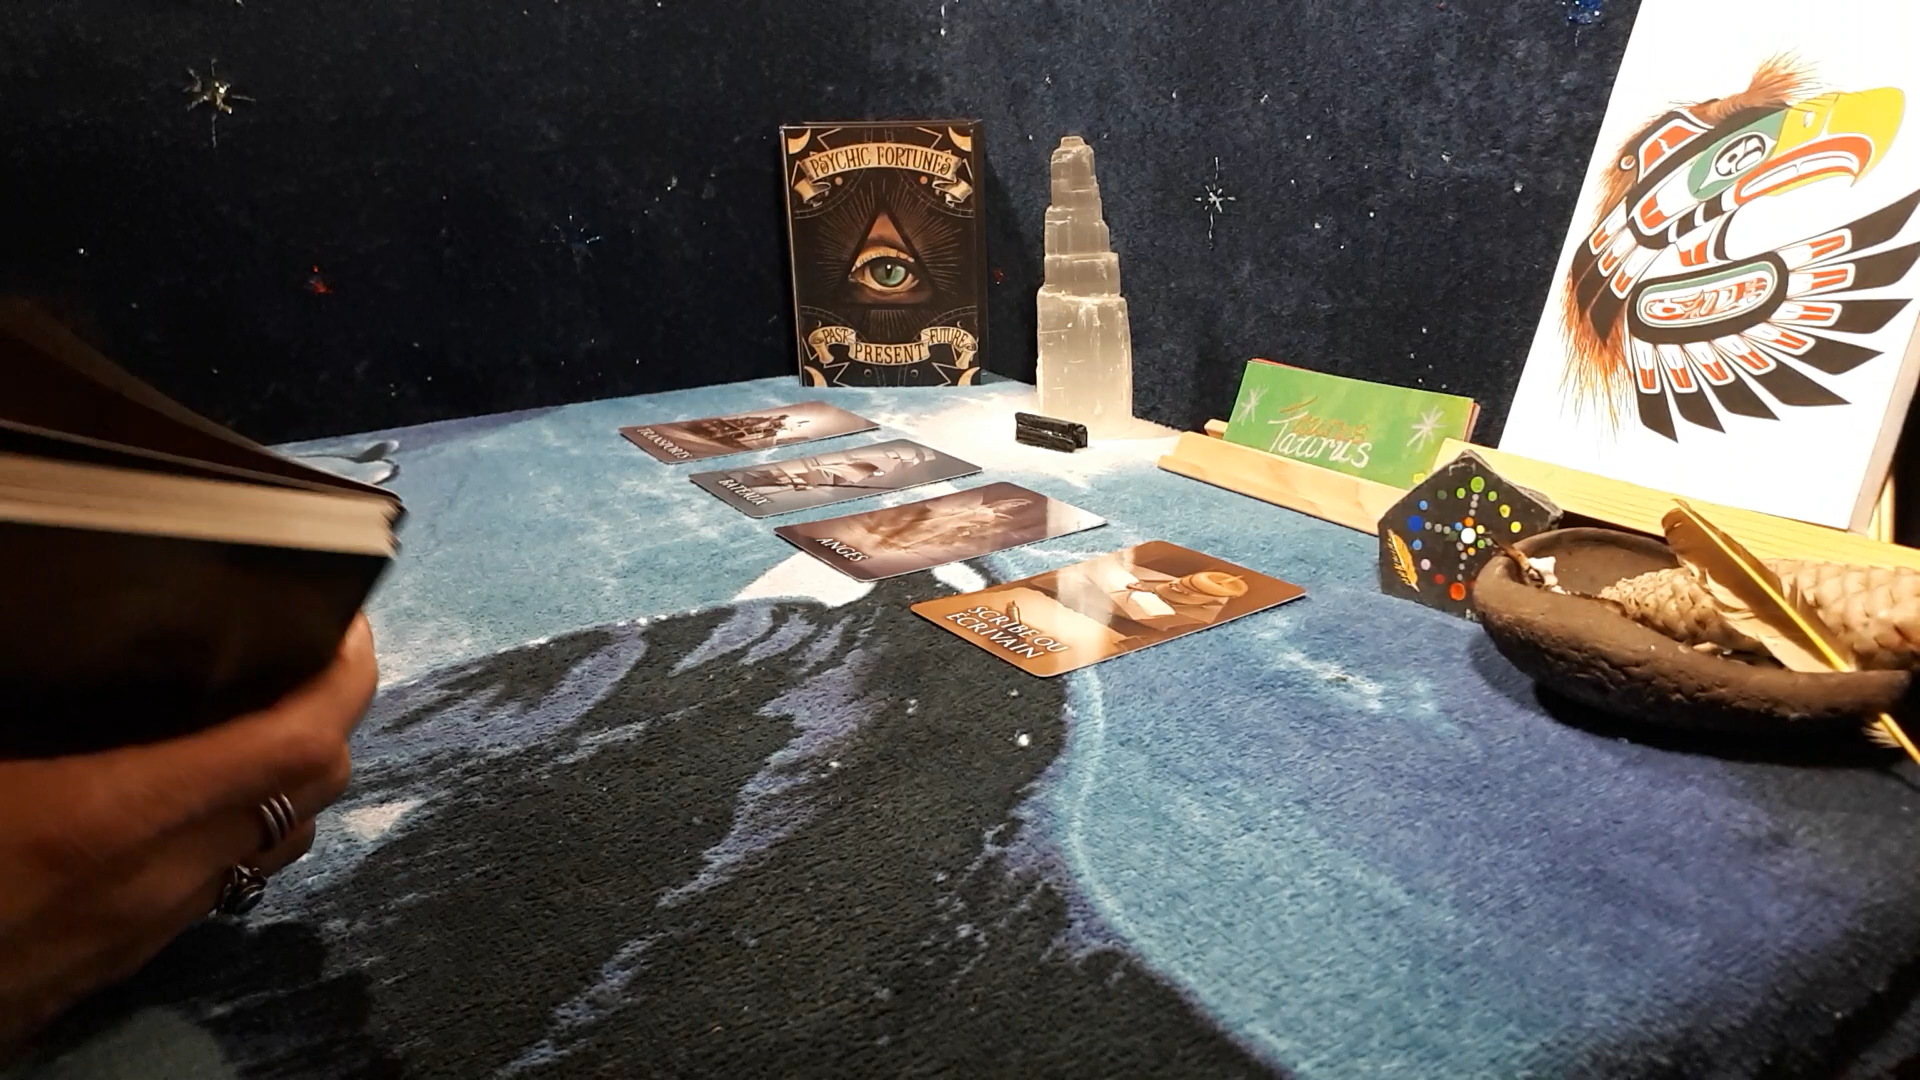 PSYCHIC FORTUNES
PAST
PRESENT
FUTURE
TRANSPORTS
BATEAUX
ANGES
SCRIBE OU
ÉCRIVAIN
Taurus